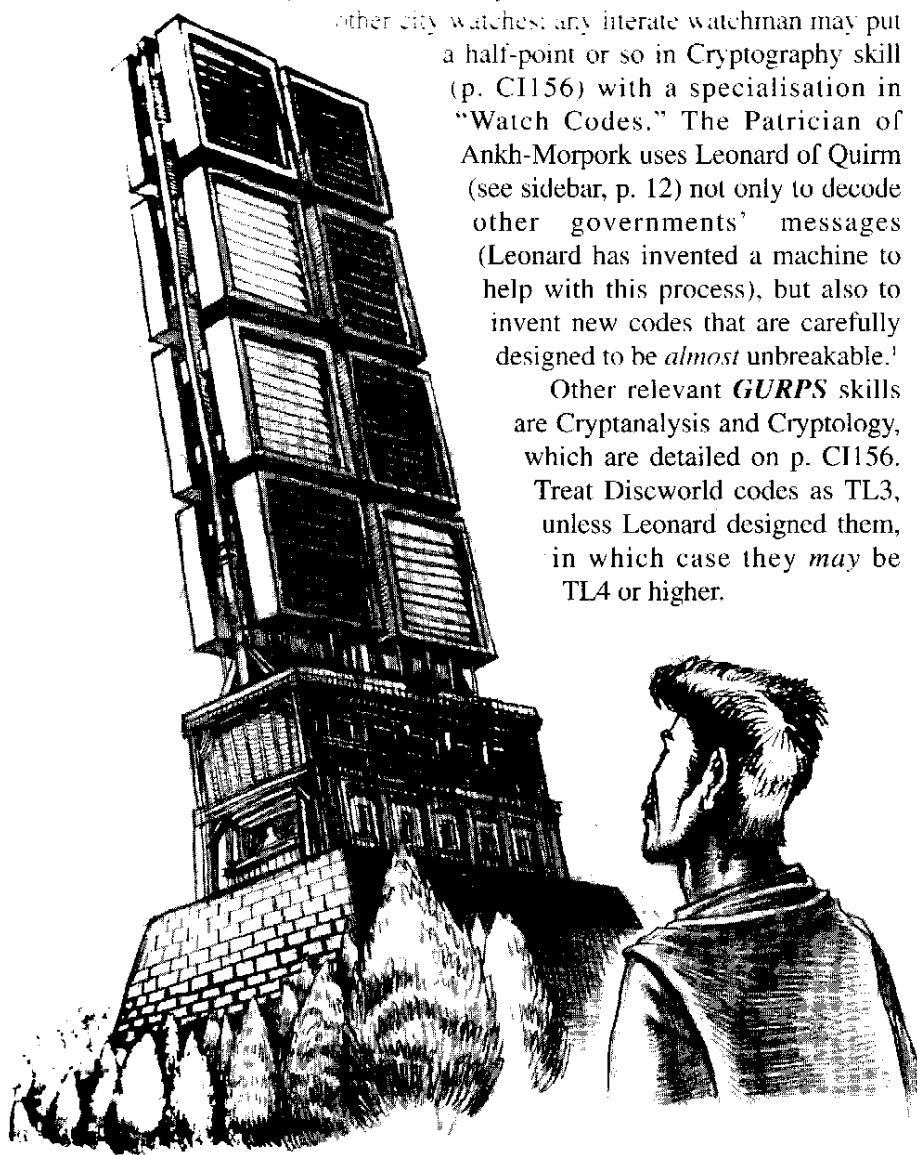 other city watches; any literate watchman may put
a half-point or so in Cryptography skill
(p. CI156) with a specialisation in
“Watch Codes.” The Patrician of
Ankh-Morpork uses Leonard of Quirm
(see sidebar, p. 12) not only to decode
other governments’ messages
(Leonard has invented a machine to
help with this process), but also to
invent new codes that are carefully
designed to be almost unbreakable.¹
Other relevant GURPS skills
are Cryptanalysis and Cryptology,
which are detailed on p. CI156.
Treat Discworld codes as TL3,
unless Leonard designed them,
in which case they may be
TL4 or higher.